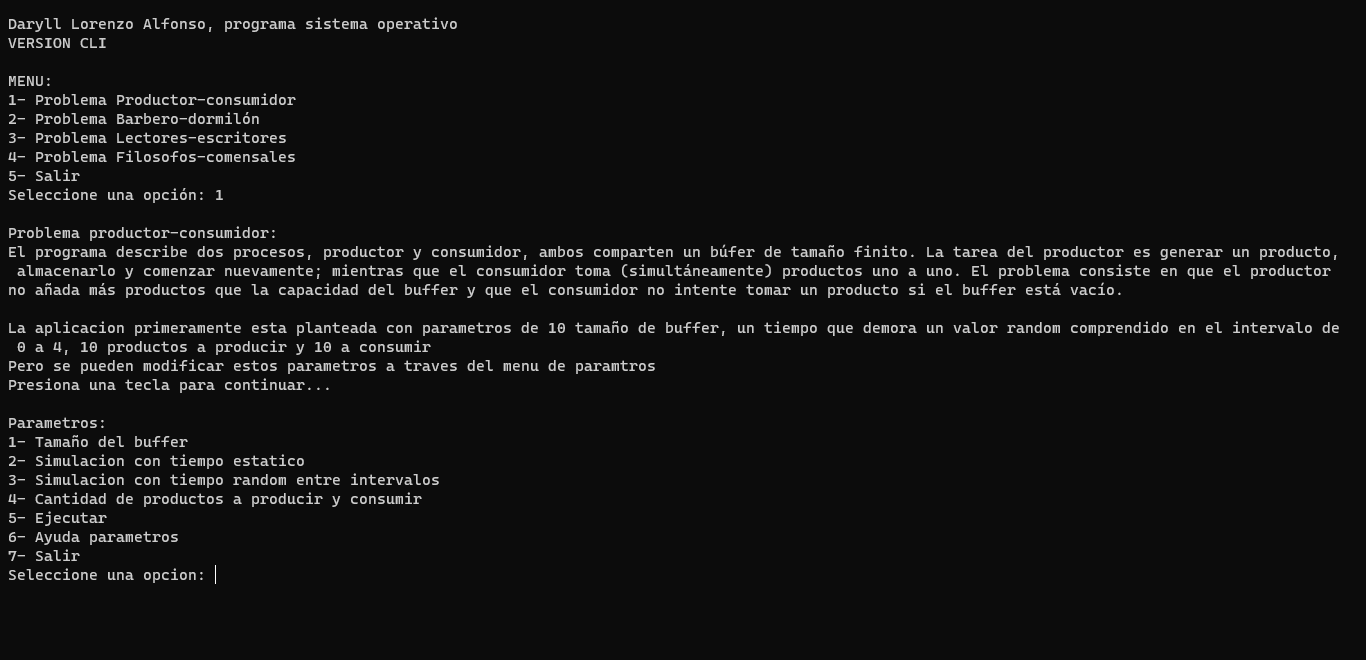 Daryll Lorenzo Alfonso, programa sistema operativo
VERSION CLI
MENU:
1- Problema Productor-consumidor
2- Problema Barbero-dormilón
3- Problema Lectores-escritores
4- Problema Filosofos-comensales
5- Salir
Seleccione una opción: 1
Problema productor-consumidor:
El programa describe dos procesos, productor y consumidor, ambos comparten un búfer de tamaño finito. La tarea del productor es generar un producto,
almacenarlo y comenzar nuevamente; mientras que el consumidor toma (simultáneamente) productos uno a uno. El problema consiste en que el productor
no añada más productos que la capacidad del buffer y que el consumidor no intente tomar un producto si el buffer está vacío.
La aplicacion primeramente esta planteada con parametros de 10 tamaño de buffer, un tiempo que demora un valor random comprendido en el intervalo de
0 a 4, 10 productos a producir y 10 a consumir
Pero se pueden modificar estos parametros a traves del menu de paramtros
Presiona una tecla para continuar...
Parametros:
1- Tamaño del buffer
2- Simulacion con tiempo estatico
3- Simulacion con tiempo random entre intervalos
4- Cantidad de productos a producir y consumir
5- Ejecutar
6- Ayuda parametros
7- Salir
Seleccione una opcion: